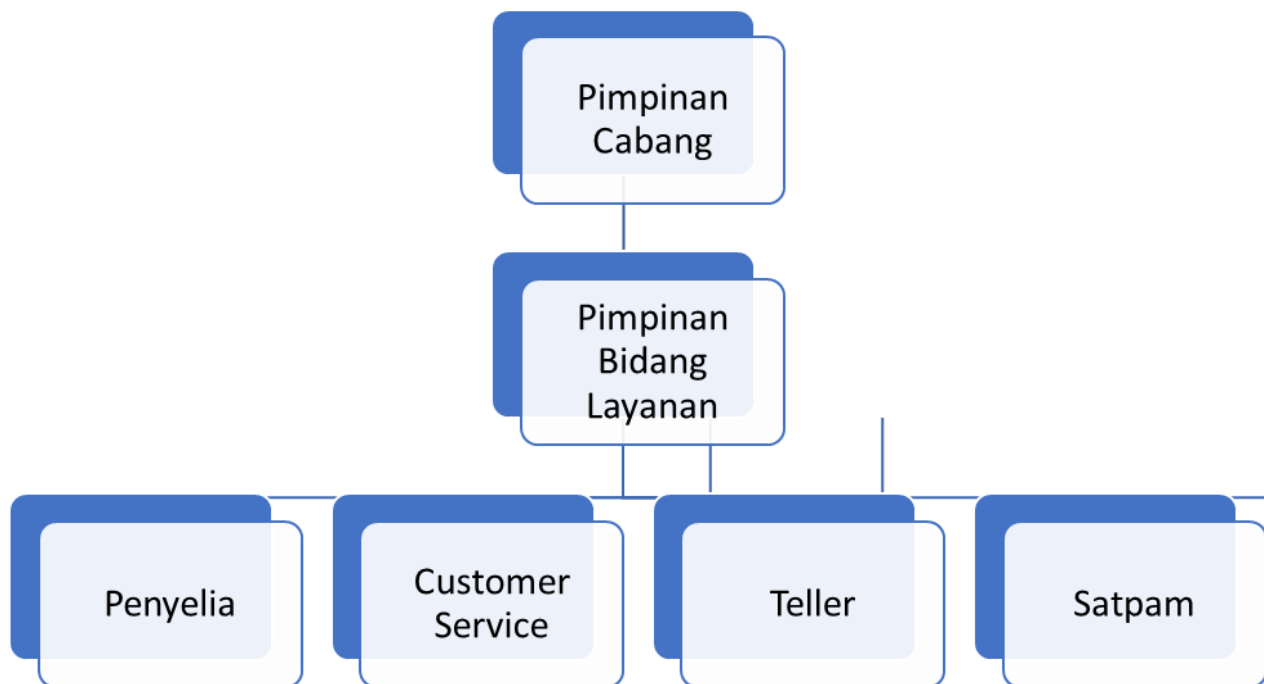 Pimpinan
Cabang
Pimpinan
Bidang
Layanan
Penyelia
Customer
Service
Teller
Satpam